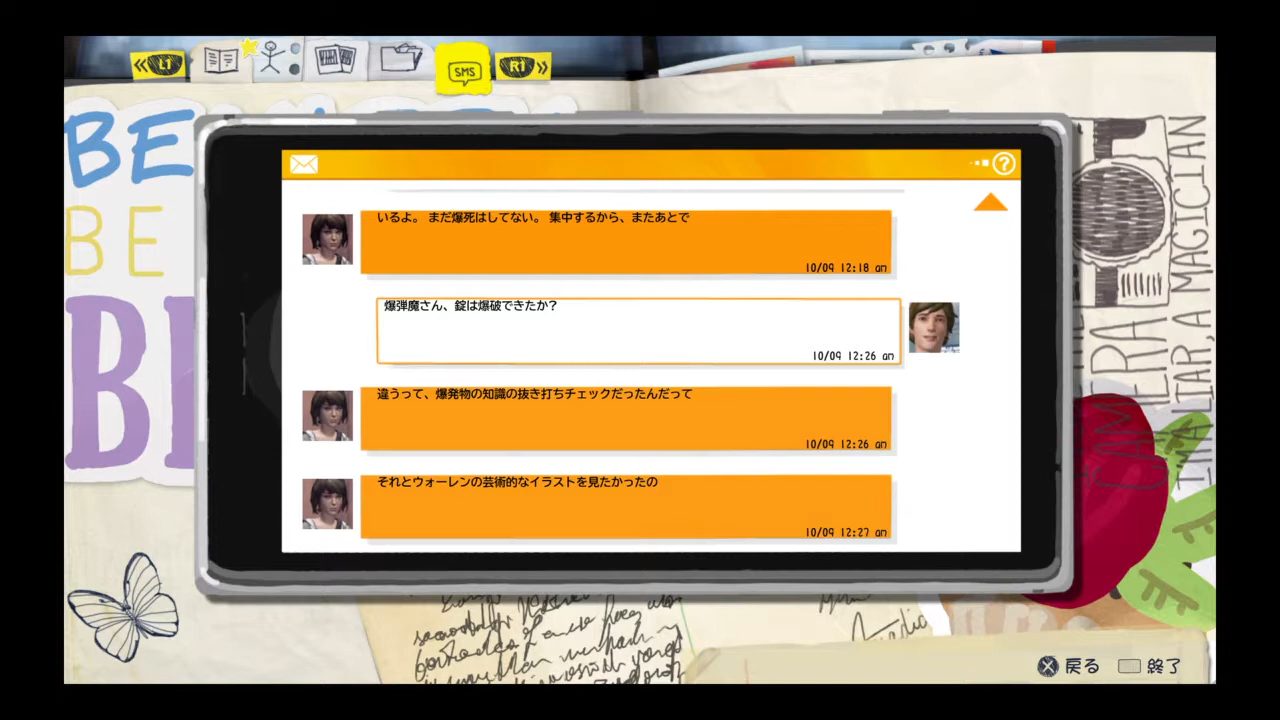 L1
SMS
R1
BE
BE
BE
?
いるよ。 まだ爆死はしてない。 集中するから、またあとで
10/09 12:18 am
爆弾魔さん、錠は爆破できたか?
10/09 12:26 am
違うって、爆発物の知識の抜き打ちチェックだったんだって
10/09 12:26 am
それとウォーレンの芸術的なイラストを見たかったの
10/09 12:27 am
CAMERA
LIAR, A MAGICIAN
戻る 終了